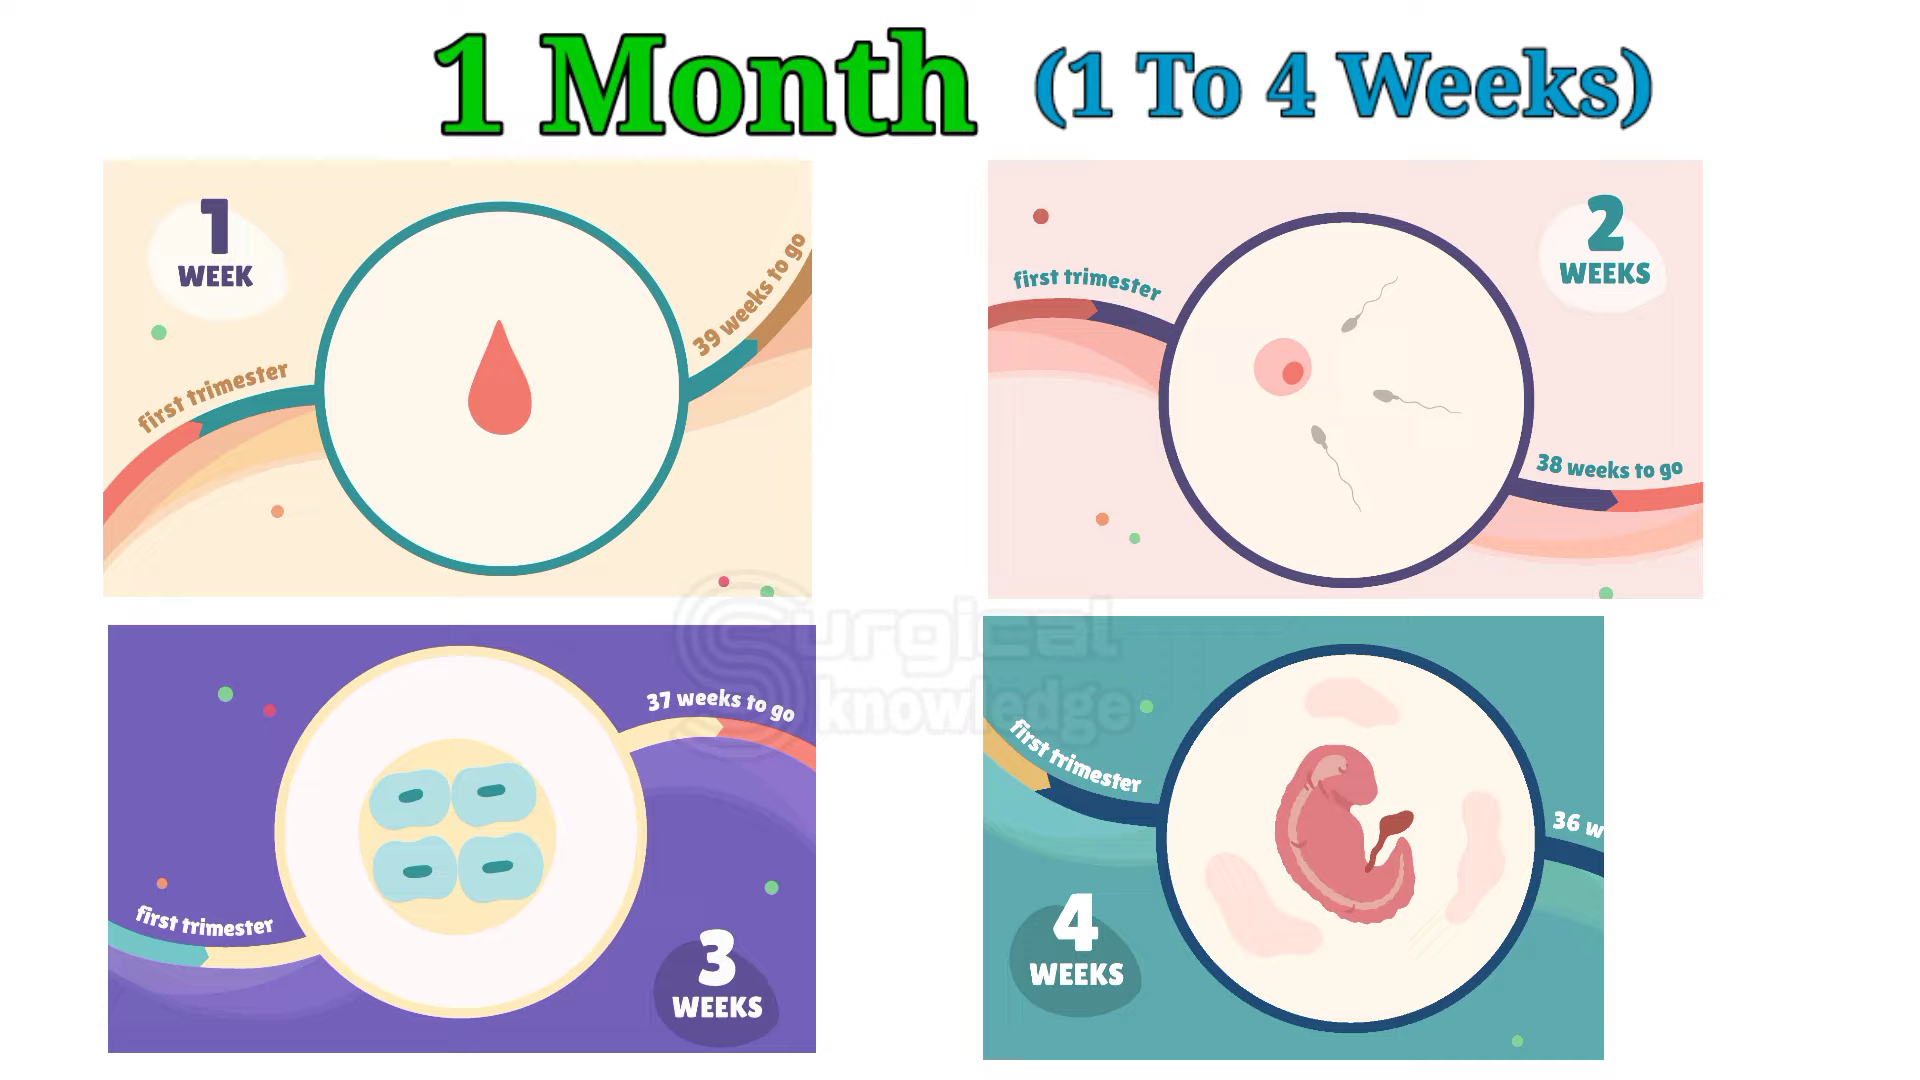 1 Month (1 To 4 Weeks)
1
WEEK
first trimester
39 weeks to go
2
WEEKS
first trimester
38 weeks to go
37 weeks to go
first trimester
3
WEEKS
first trimester
36 w
4
WEEKS
Surgical
knowledge